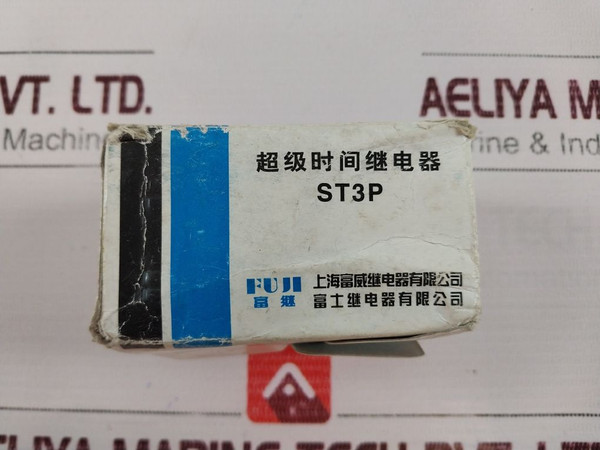 VT. LTD.
AELIYA M
Machin
ine & Ind
超级时间继电器
ST3P
FUJI
上海富威继电器有限公司
富继
富士继电器有限公司